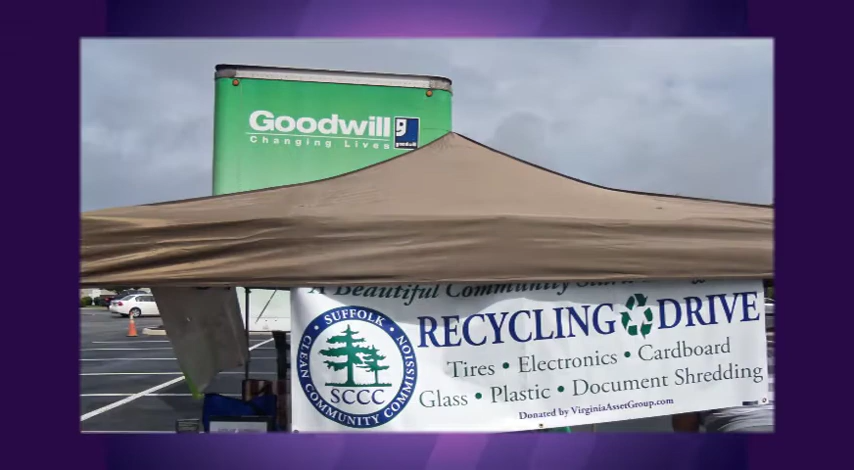 Goodwill
Changing Lives
g
goodwill
A Beautiful Community
RECYCLING DRIVE
Tires • Electronics • Cardboard
Glass • Plastic • Document Shredding
Donated by VirginiaAssetGroup.com
• SUFFOLK •
CLEAN COMMUNITY COMMISSION
SCCC